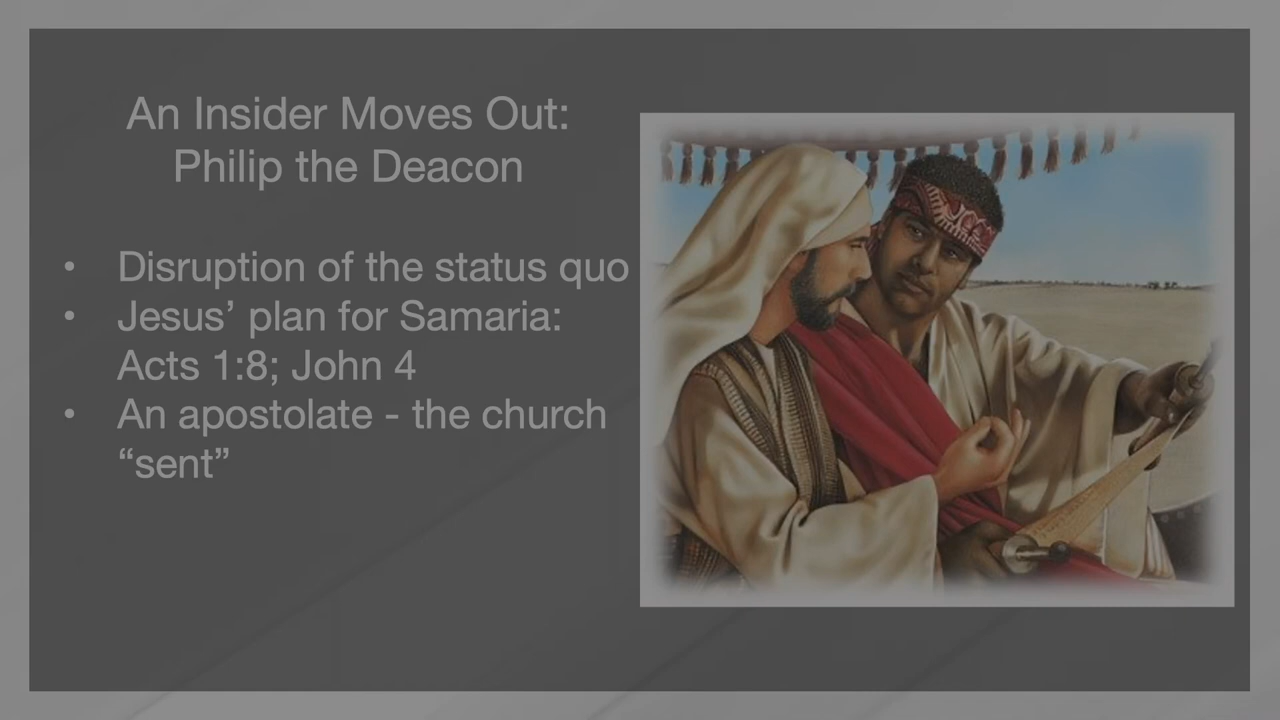 An Insider Moves Out:
Philip the Deacon
• Disruption of the status quo
• Jesus’ plan for Samaria:
Acts 1:8; John 4
• An apostolate - the church
“sent”